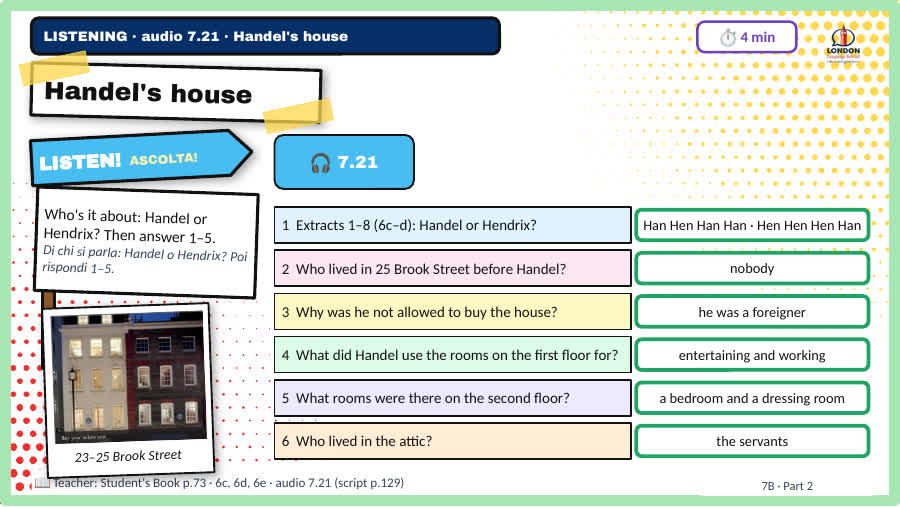 LISTENING · audio 7.21 · Handel's house
⏱️ 4 min
LONDON
Handel's house
LISTEN! ASCOLTA!
🎧 7.21
Who's it about: Handel or
Hendrix? Then answer 1–5.
Di chi si parla: Handel o Hendrix? Poi
rispondi 1–5.
1 Extracts 1–8 (6c–d): Handel or Hendrix?
Han Hen Han Han · Hen Hen Hen Han
2 Who lived in 25 Brook Street before Handel?
nobody
3 Why was he not allowed to buy the house?
he was a foreigner
4 What did Handel use the rooms on the first floor for?
entertaining and working
5 What rooms were there on the second floor?
a bedroom and a dressing room
6 Who lived in the attic?
the servants
23–25 Brook Street
📖 Teacher: Student's Book p.73 · 6c, 6d, 6e · audio 7.21 (script p.129)
7B · Part 2